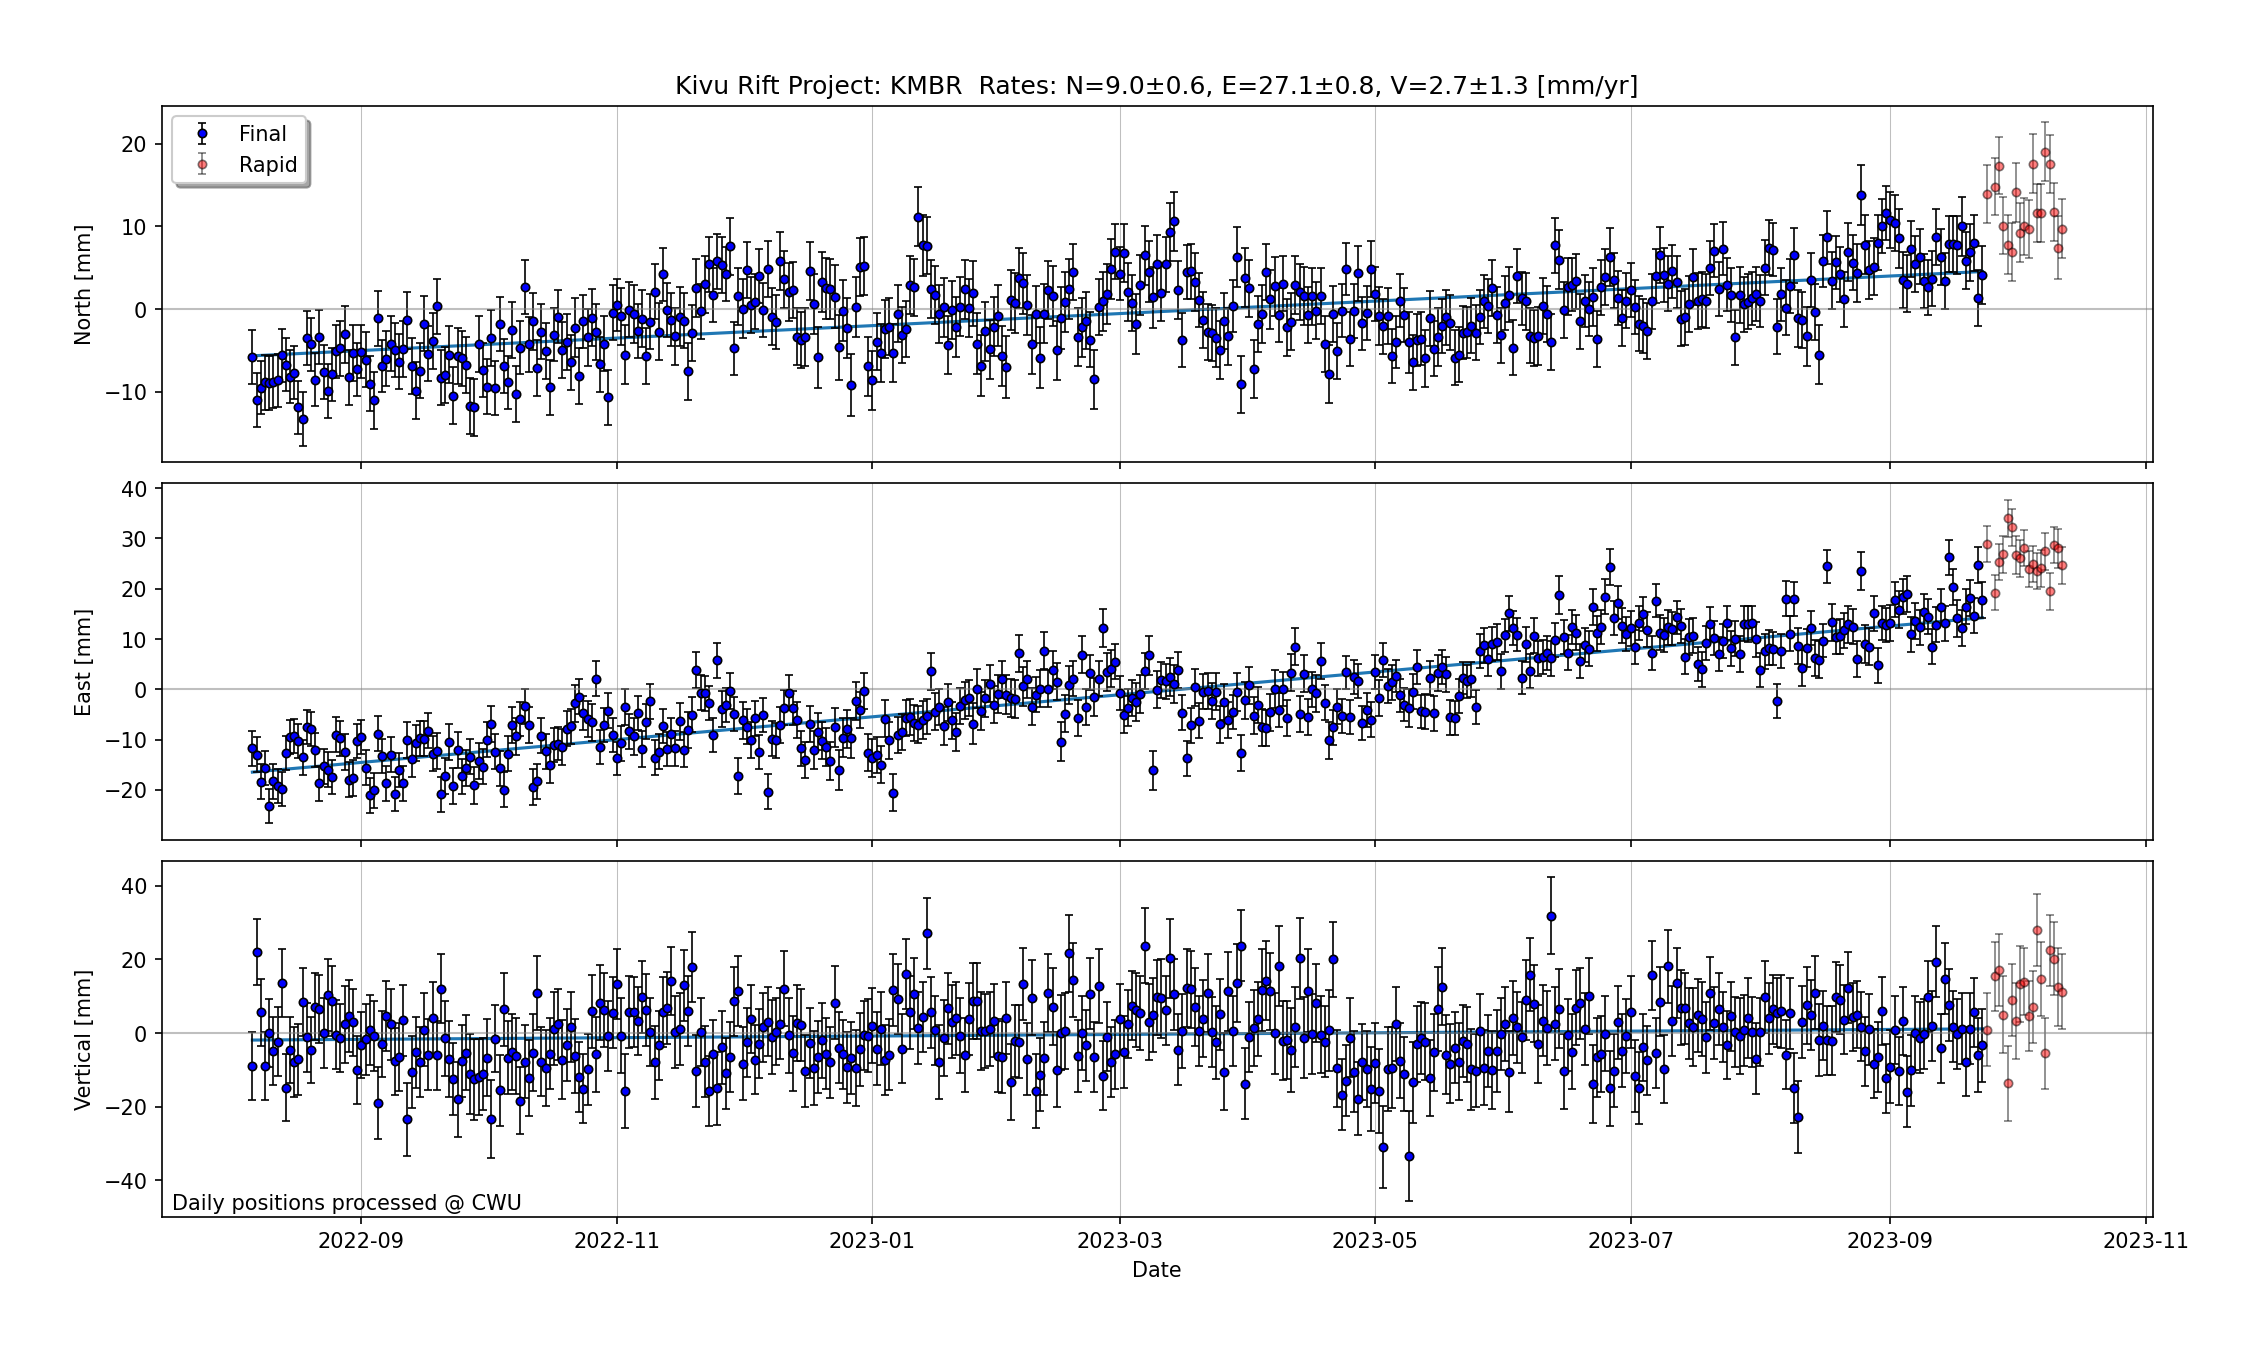 Kivu Rift Project: KMBR  Rates: N=9.0±0.6, E=27.1±0.8, V=2.7±1.3 [mm/yr]
Final
Rapid
North [mm]
20
10
0
−10
East [mm]
40
30
20
10
0
−10
−20
Vertical [mm]
40
20
0
−20
−40
Daily positions processed @ CWU
2022-09 2022-11 2023-01 2023-03 2023-05 2023-07 2023-09 2023-11
Date